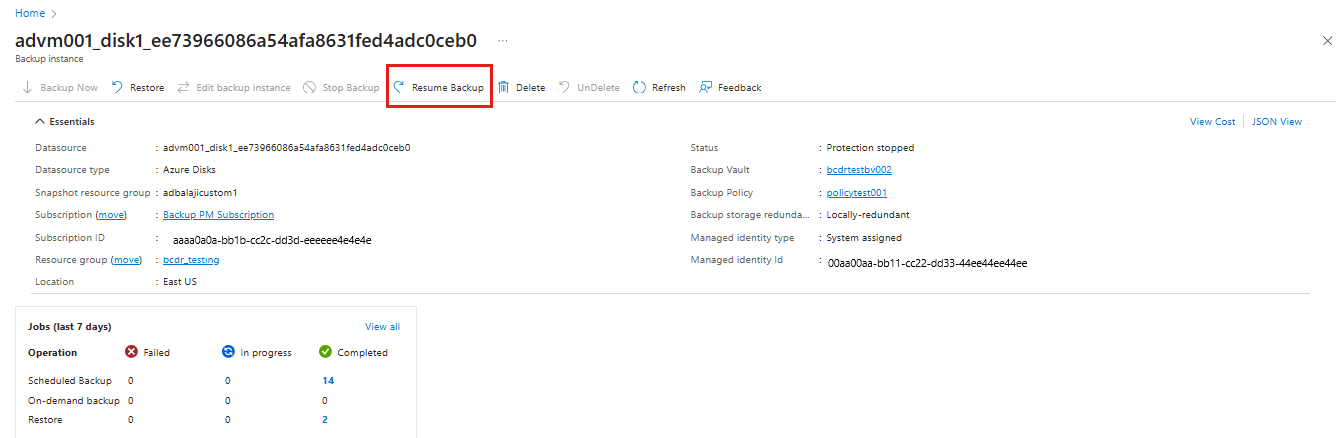 Home >
advm001_disk1_ee73966086a54afa8631fed4adc0ceb0 ...
Backup instance
Backup Now Restore Edit backup instance Stop Backup Resume Backup Delete UnDelete Refresh Feedback
Essentials View Cost JSON View
Datasource : advm001_disk1_ee73966086a54afa8631fed4adc0ceb0 Status : Protection stopped
Datasource type : Azure Disks Backup Vault : bcdrtestbv002
Snapshot resource group : adbalajicustom1 Backup Policy : policytest001
Subscription (move) : Backup PM Subscription Backup storage redunda... : Locally-redundant
Subscription ID : aaaa0a0a-bb1b-cc2c-dd3d-eeeeee4e4e4e Managed identity type : System assigned
Resource group (move) : bcdr_testing Managed identity Id : 00aa00aa-bb11-cc22-dd33-44ee44ee44ee
Location : East US
Jobs (last 7 days) View all
Operation Failed In progress Completed
Scheduled Backup 0 0 14
On-demand backup 0 0 0
Restore 0 0 2